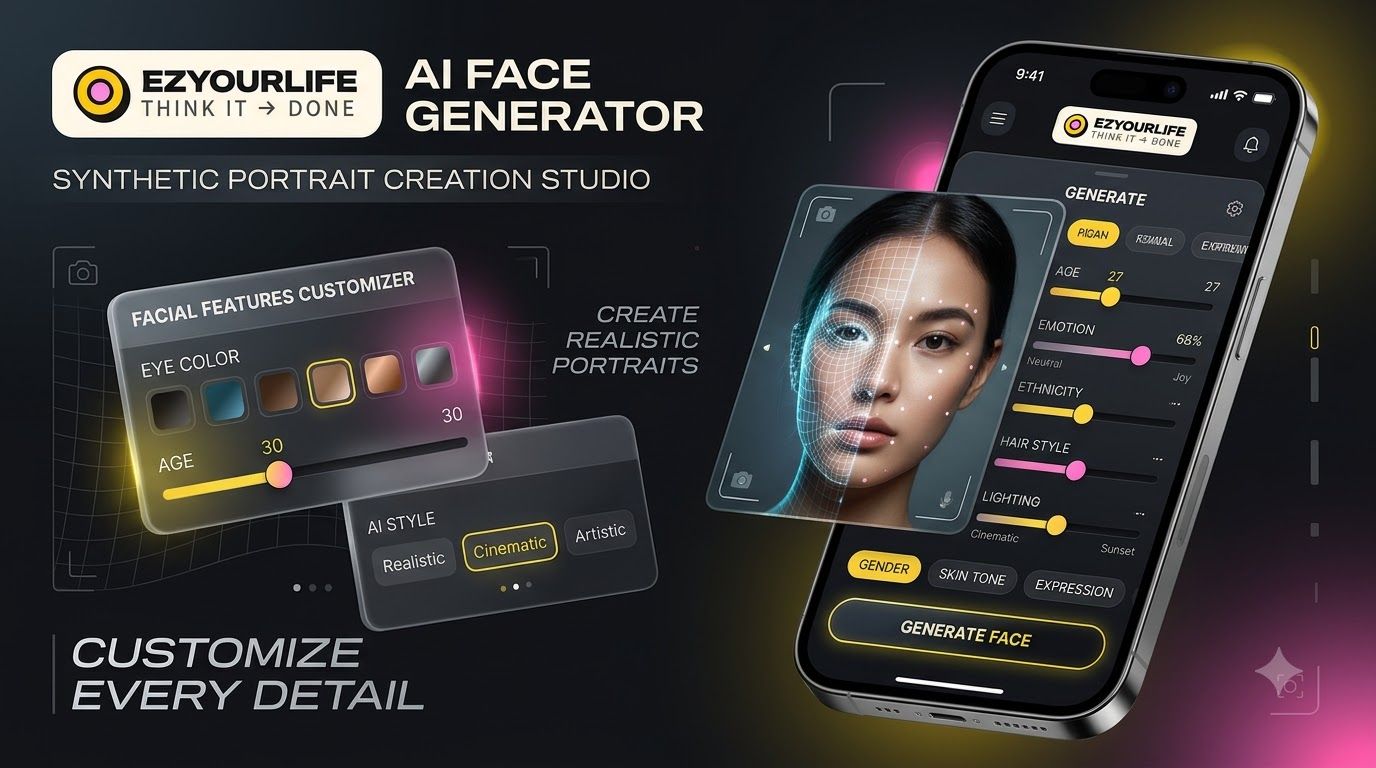 EZYOURLIFE
THINK IT → DONE
AI FACE
GENERATOR
SYNTHETIC PORTRAIT CREATION STUDIO
FACIAL FEATURES CUSTOMIZER
EYE COLOR
30
AGE
30
CREATE
REALISTIC
PORTRAITS
AI STYLE
Realistic
Cinematic
Artistic
CUSTOMIZE
EVERY DETAIL
9:41
EZYOURLIFE
THINK IT →
GENERATE
AGE
27
27
EMOTION
68%
Neutral
Joy
ETHNICITY
HAIR STYLE
LIGHTING
Cinematic
Sunset
GENDER
SKIN TONE
EXPRESSION
GENERATE FACE